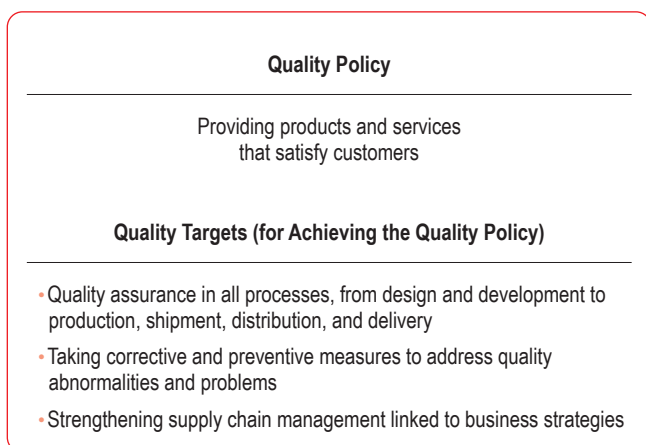 Quality Policy
Providing products and services
that satisfy customers
Quality Targets (for Achieving the Quality Policy)
•Quality assurance in all processes, from design and development to
production, shipment, distribution, and delivery
•Taking corrective and preventive measures to address quality
abnormalities and problems
•Strengthening supply chain management linked to business strategies